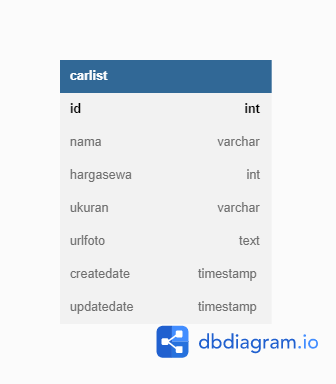 carlist
id int
nama varchar
hargasewa int
ukuran varchar
urlfoto text
createdate timestamp
updatedate timestamp
dbdiagram.io